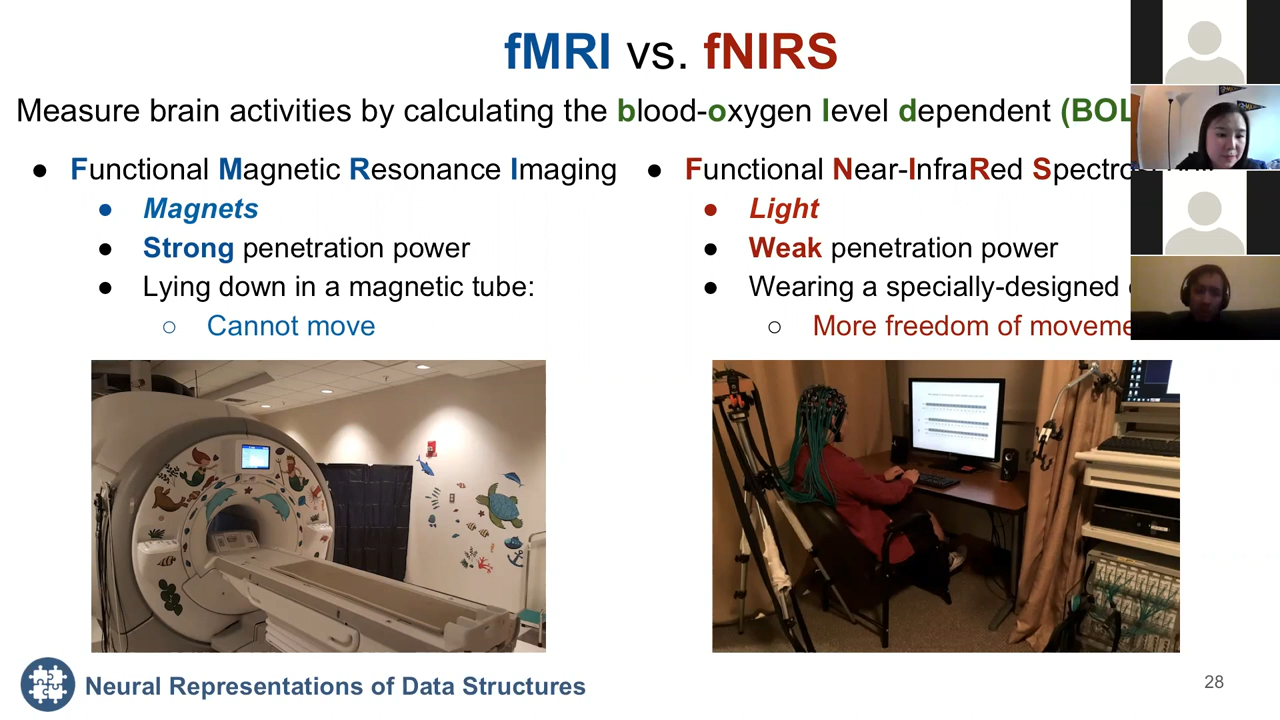 fMRI vs. fNIRS
Measure brain activities by calculating the blood-oxygen level dependent (BOL
Functional Magnetic Resonance Imaging
Magnets
Strong penetration power
Lying down in a magnetic tube:
Cannot move
Functional Near-InfraRed
Light
Weak penetration power
Wearing a specially-designed
More freedom of moveme
Neural Representations of Data Structures
28